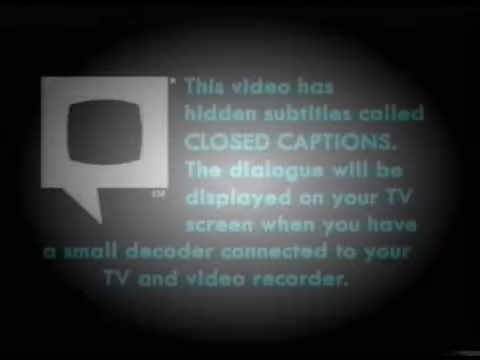 This video has
hidden subtitles called
CLOSED CAPTIONS.
The dialogue will be
displayed on your TV
screen when you have
a small decoder connected to your
TV and video recorder.
SM